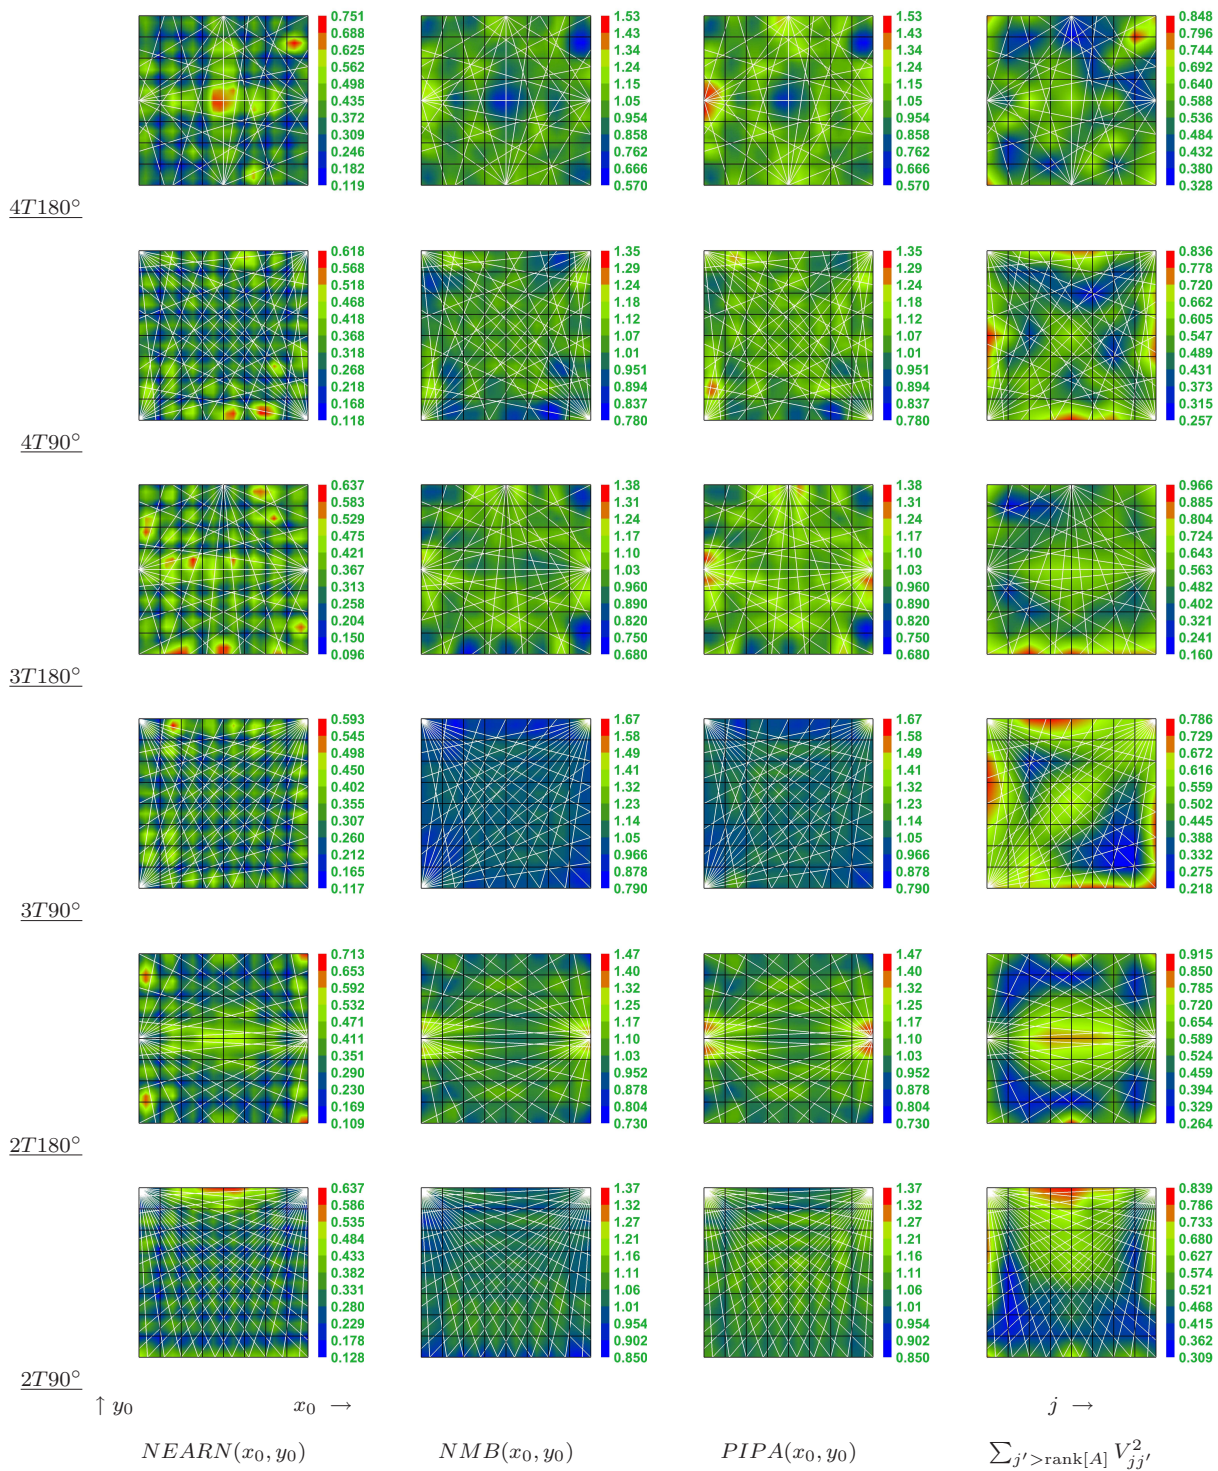 0.751 1.53 1.53 0.848
0.688 1.43 1.43 0.796
0.625 1.34 1.34 0.744
0.562 1.24 1.24 0.692
0.498 1.15 1.15 0.640
0.435 1.05 1.05 0.588
0.372 0.954 0.954 0.536
0.309 0.858 0.858 0.484
0.246 0.762 0.762 0.432
0.182 0.666 0.666 0.380
0.119 0.570 0.570 0.328
4T180°
0.618 1.35 1.35 0.836
0.568 1.29 1.29 0.778
0.518 1.24 1.24 0.720
0.468 1.18 1.18 0.662
0.418 1.12 1.12 0.605
0.368 1.07 1.07 0.547
0.318 1.01 1.01 0.489
0.268 0.951 0.951 0.431
0.218 0.894 0.894 0.373
0.168 0.837 0.837 0.315
0.118 0.780 0.780 0.257
4T90°
0.637 1.38 1.38 0.966
0.583 1.31 1.31 0.885
0.529 1.24 1.24 0.804
0.475 1.17 1.17 0.724
0.421 1.10 1.10 0.643
0.367 1.03 1.03 0.563
0.313 0.960 0.960 0.482
0.258 0.890 0.890 0.402
0.204 0.820 0.820 0.321
0.150 0.750 0.750 0.241
0.096 0.680 0.680 0.160
3T180°
0.593 1.67 1.67 0.786
0.545 1.58 1.58 0.729
0.498 1.49 1.49 0.672
0.450 1.41 1.41 0.616
0.402 1.32 1.32 0.559
0.355 1.23 1.23 0.502
0.307 1.14 1.14 0.445
0.260 1.05 1.05 0.388
0.212 0.966 0.966 0.332
0.165 0.878 0.878 0.275
0.117 0.790 0.790 0.218
3T90°
0.713 1.47 1.47 0.915
0.653 1.40 1.40 0.850
0.592 1.32 1.32 0.785
0.532 1.25 1.25 0.720
0.471 1.17 1.17 0.654
0.411 1.10 1.10 0.589
0.351 1.03 1.03 0.524
0.290 0.952 0.952 0.459
0.230 0.878 0.878 0.394
0.169 0.804 0.804 0.329
0.109 0.730 0.730 0.264
2T180°
0.637 1.37 1.37 0.839
0.586 1.32 1.32 0.786
0.535 1.27 1.27 0.733
0.484 1.21 1.21 0.680
0.433 1.16 1.16 0.627
0.382 1.11 1.11 0.574
0.331 1.06 1.06 0.521
0.280 1.01 1.01 0.468
0.229 0.954 0.954 0.415
0.178 0.902 0.902 0.362
0.128 0.850 0.850 0.309
2T90°
↑ y₀ x₀ → j →
NEARN(x₀, y₀) NMB(x₀, y₀) PIPA(x₀, y₀) ∑_{j′>rank[A]} V²_{jj′}